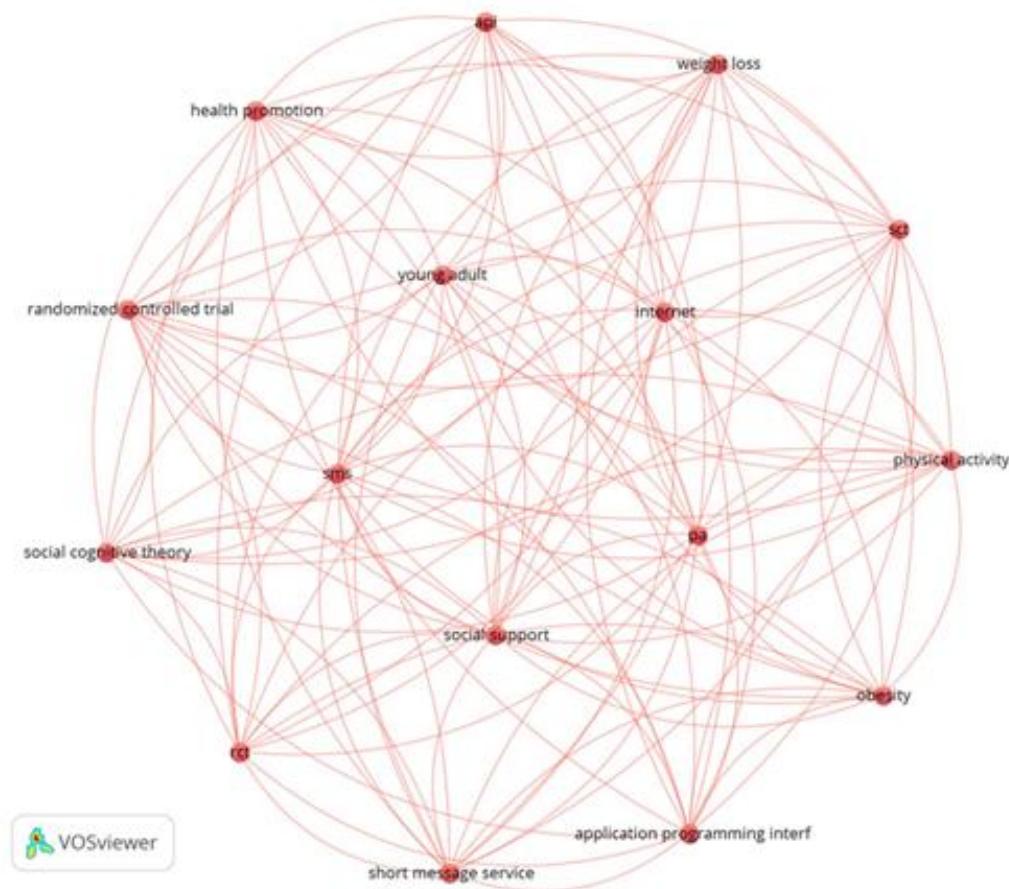 api
weight loss
health promotion
sct
young adult
randomized controlled trial
internet
physical activity
sms
pa
social cognitive theory
social support
obesity
rct
application programming interf
short message service
VOSviewer